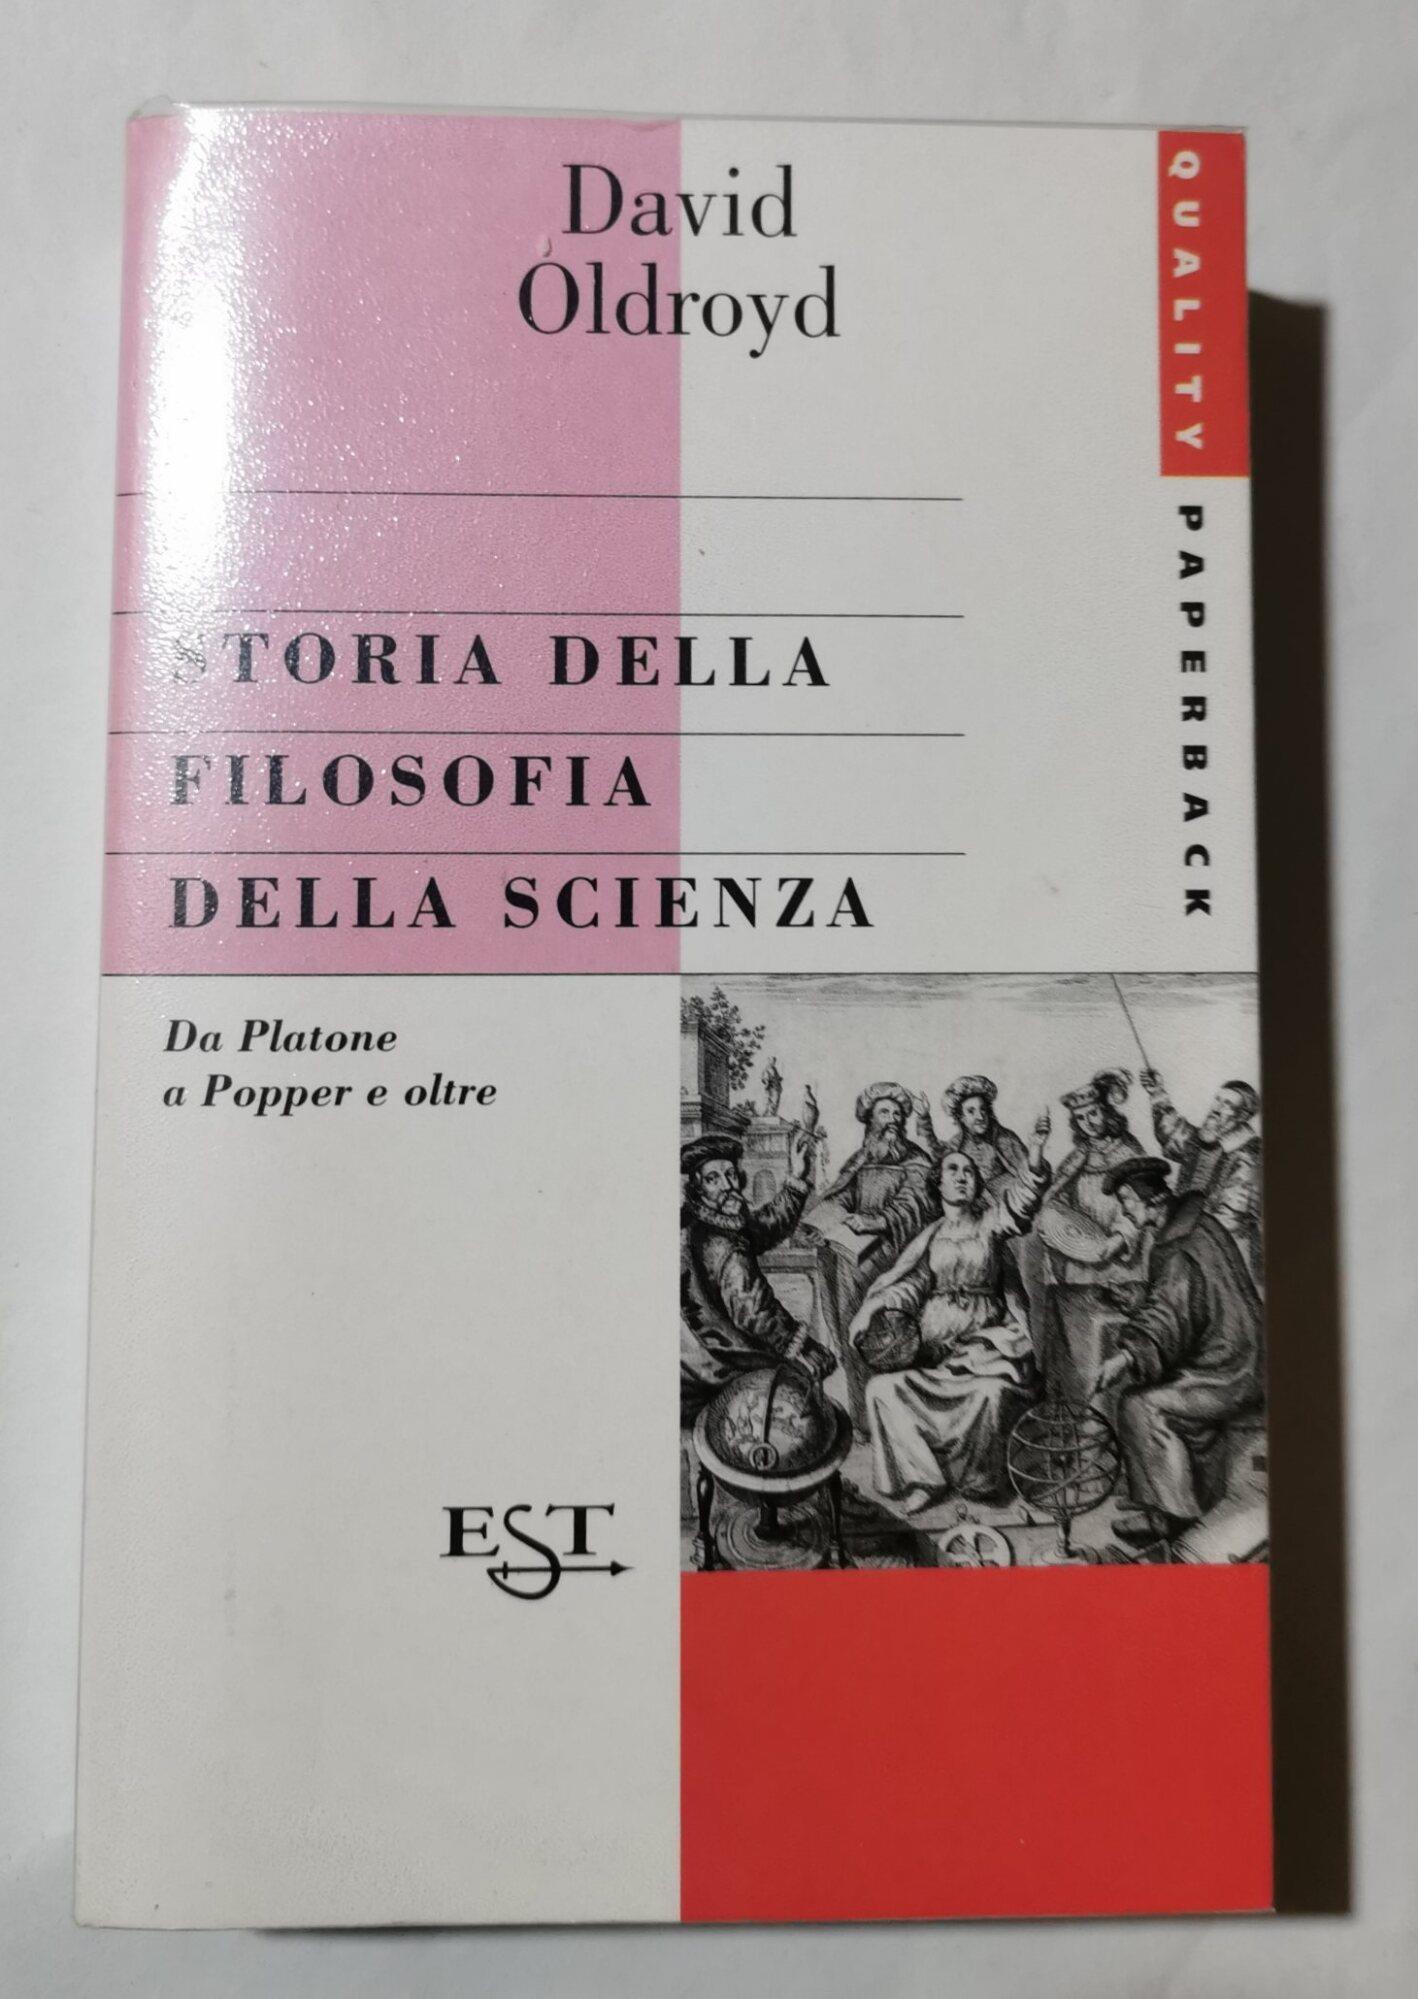 David
Oldroyd
QUALITY PAPERBACK
STORIA DELLA
FILOSOFIA
DELLA SCIENZA
Da Platone
a Popper e oltre
EST